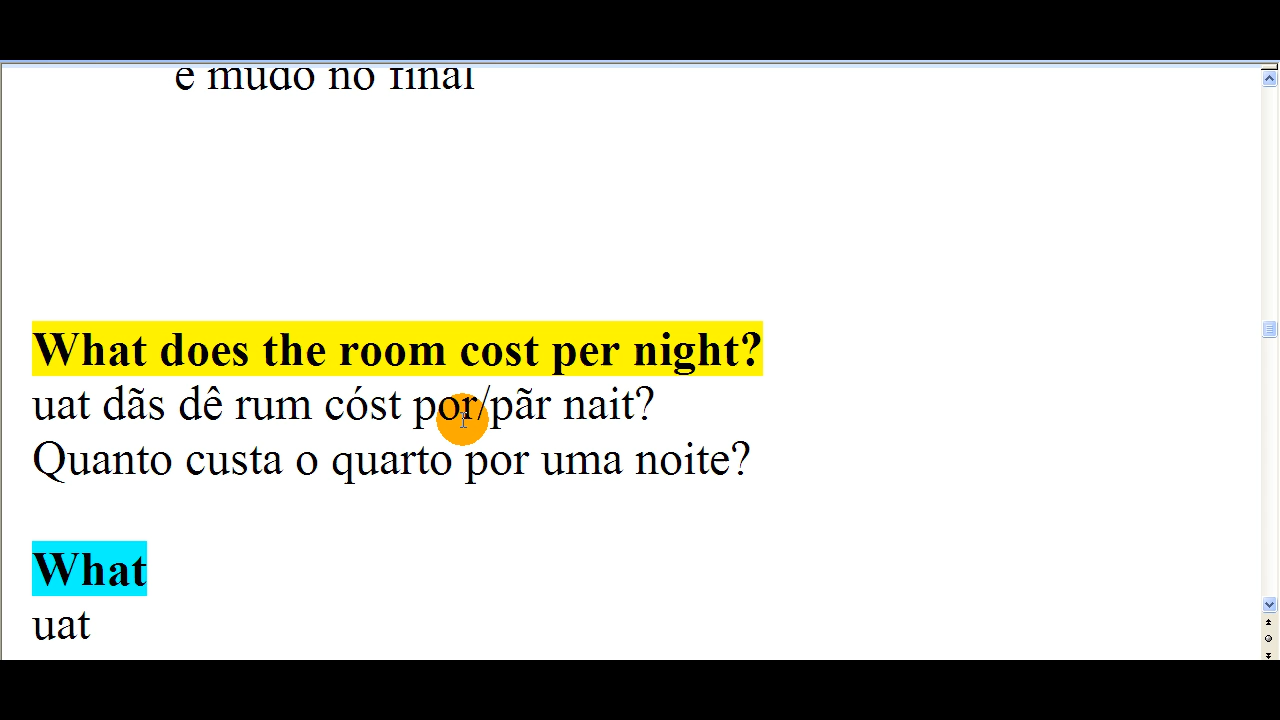 e mudo no final
What does the room cost per night?
uat dãs dê rum cóst por/pãr nait?
Quanto custa o quarto por uma noite?
What
uat